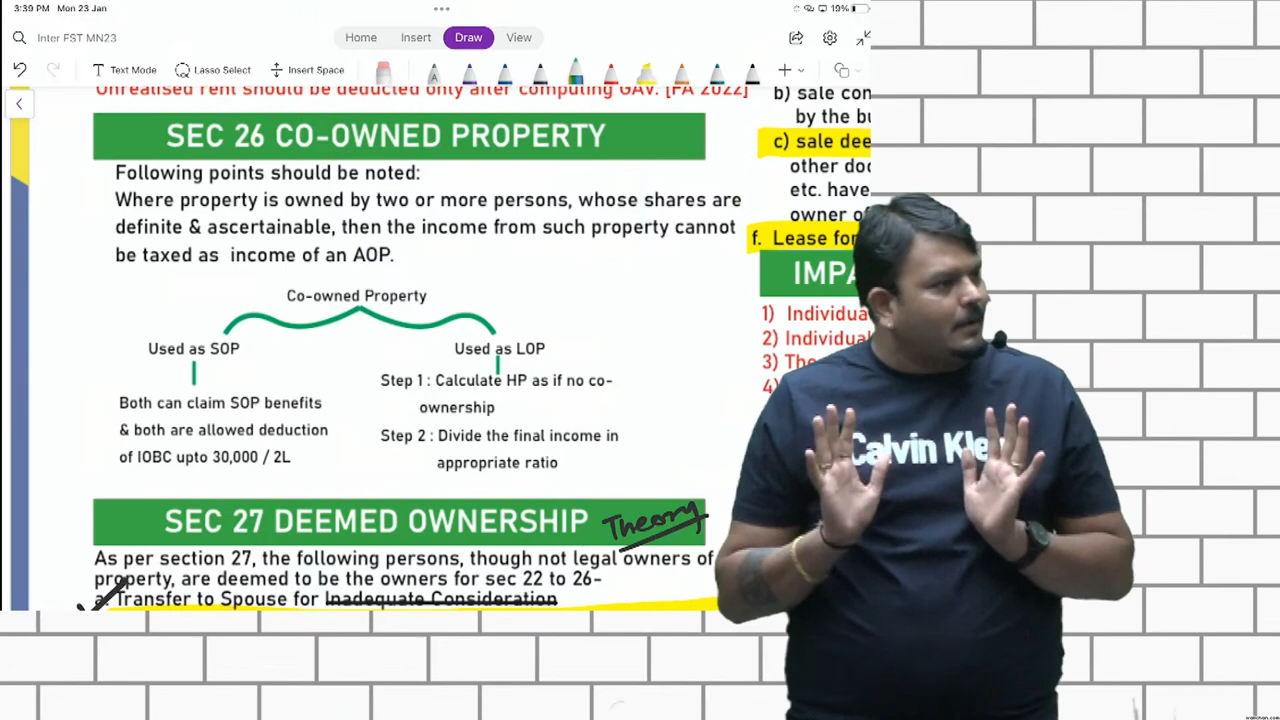 3:39 PM Mon 23 Jan
19%
Inter FST MN23
Home Insert Draw View
Text Mode Lasso Select Insert Space
Unrealised rent should be deducted only after computing GAV. [FA 2022]
SEC 26 CO-OWNED PROPERTY
Following points should be noted:
Where property is owned by two or more persons, whose shares are
definite & ascertainable, then the income from such property cannot
be taxed as income of an AOP.
Co-owned Property
Used as SOP
Both can claim SOP benefits
& both are allowed deduction
of IOBC upto 30,000 / 2L
Used as LOP
Step 1 : Calculate HP as if no co-
ownership
Step 2 : Divide the final income in
appropriate ratio
SEC 27 DEEMED OWNERSHIP Theory
As per section 27, the following persons, though not legal owners of
property, are deemed to be the owners for sec 22 to 26-
a. Transfer to Spouse for Inadequate Consideration
b) sale con
by the bu
c) sale dee
other doc
etc. have
owner o
f. Lease for
IMPA
1) Individua
2) Individua
3) The
4)
Calvin Kle